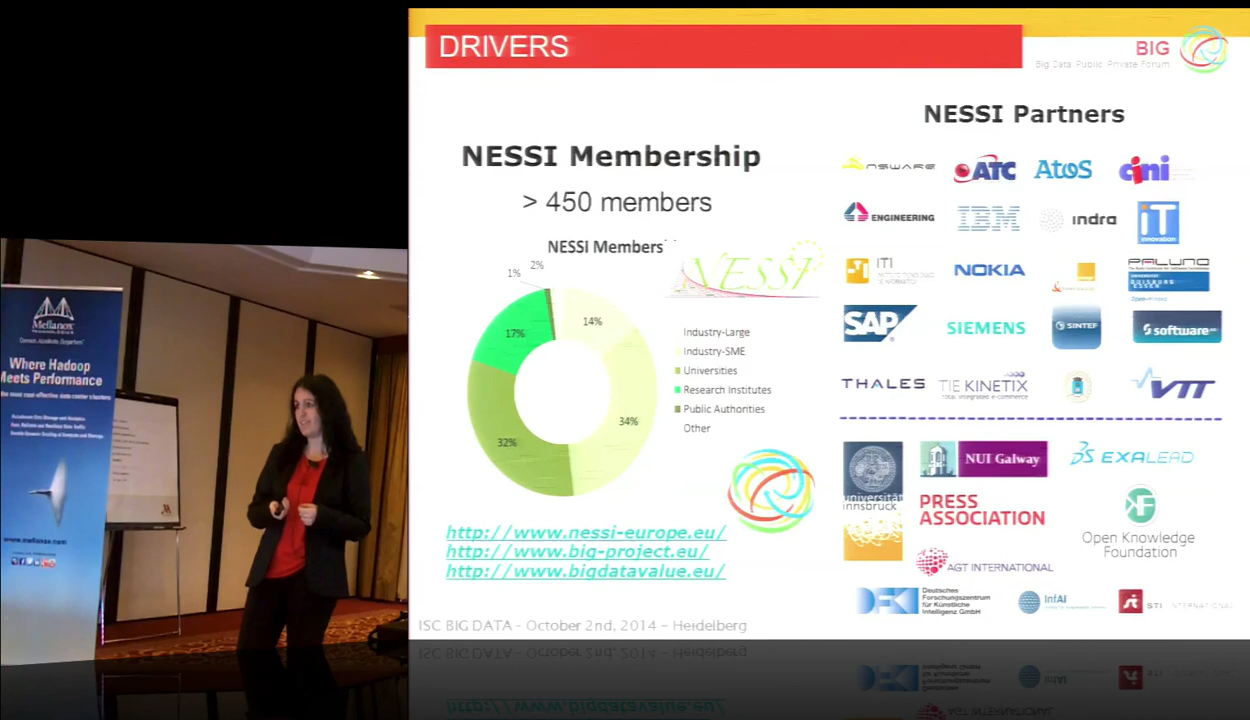 Mellanox
Where Hadoop
Meets Performance
www.mellanox.com
DRIVERS
BIG
Big Data Public Private Forum
NESSI Membership
> 450 members
NESSI Members
NESSI
1%
2%
14%
34%
32%
17%
Industry-Large
Industry-SME
Universities
Research Institutes
Public Authorities
Other
http://www.nessi-europe.eu/
http://www.big-project.eu/
http://www.bigdatavalue.eu/
ISC BIG DATA - October 2nd, 2014 – Heidelberg
NESSI Partners
ATC
Atos
cini
ENGINEERING
IBM
indra
iT
innovation
ITI
NOKIA
PALUNO
DUISBURG
ESSEN
SAP
SIEMENS
SINTEF
software
THALES
TIE KINETIX
Total integrated e-commerce
VTT
NUI Galway
EXALEAD
universität
innsbruck
PRESS
ASSOCIATION
Open Knowledge
Foundation
AGT INTERNATIONAL
Deutsches
Forschungszentrum
für Künstliche
Intelligenz GmbH
InfAI
STI INTERNATIONAL